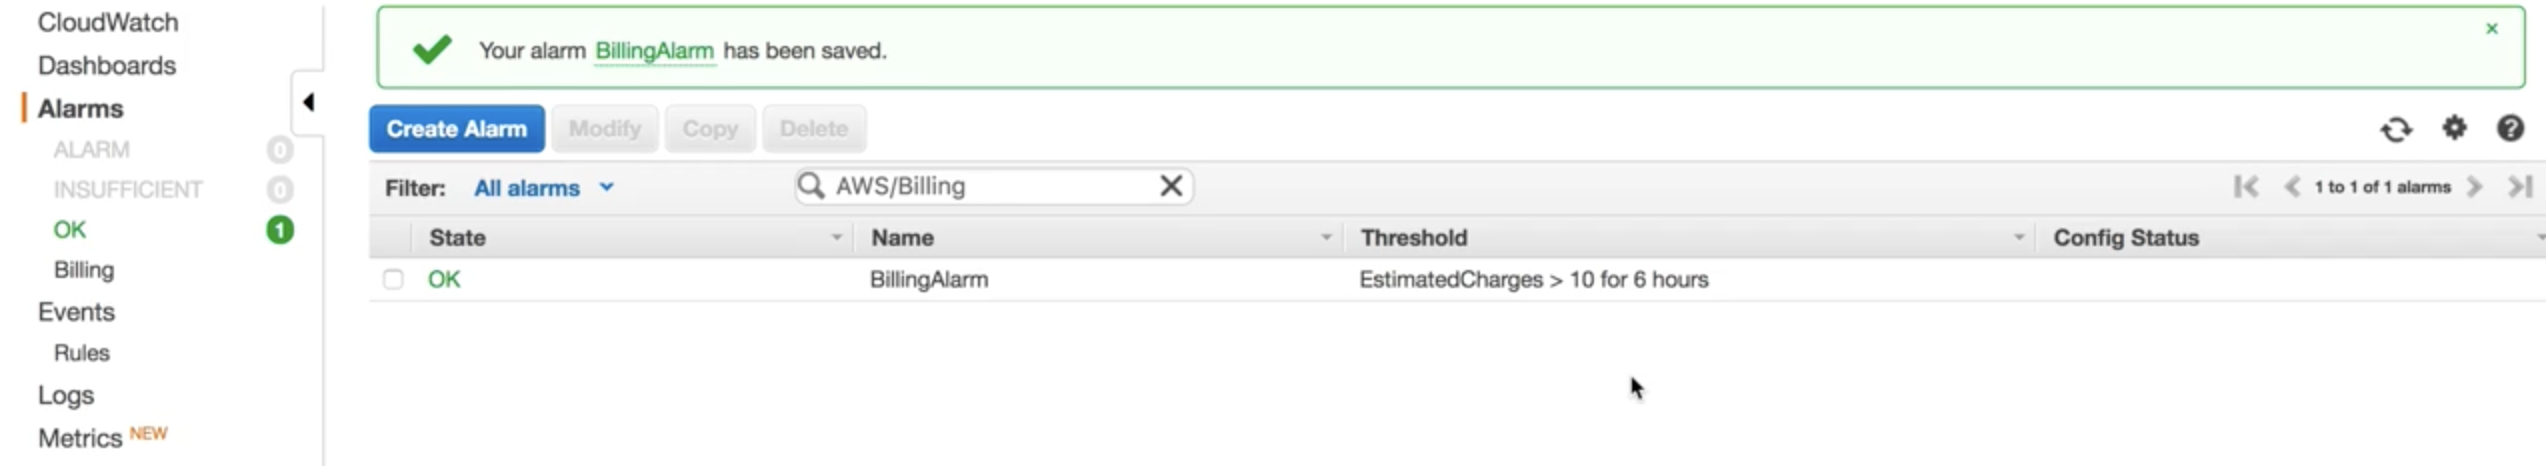 CloudWatch
Dashboards
Alarms
ALARM 0
INSUFFICIENT 0
OK 1
Billing
Events
Rules
Logs
Metrics NEW
Your alarm BillingAlarm has been saved.
Create Alarm Modify Copy Delete
Filter: All alarms AWS/Billing 1 to 1 of 1 alarms
State Name Threshold Config Status
OK BillingAlarm EstimatedCharges > 10 for 6 hours